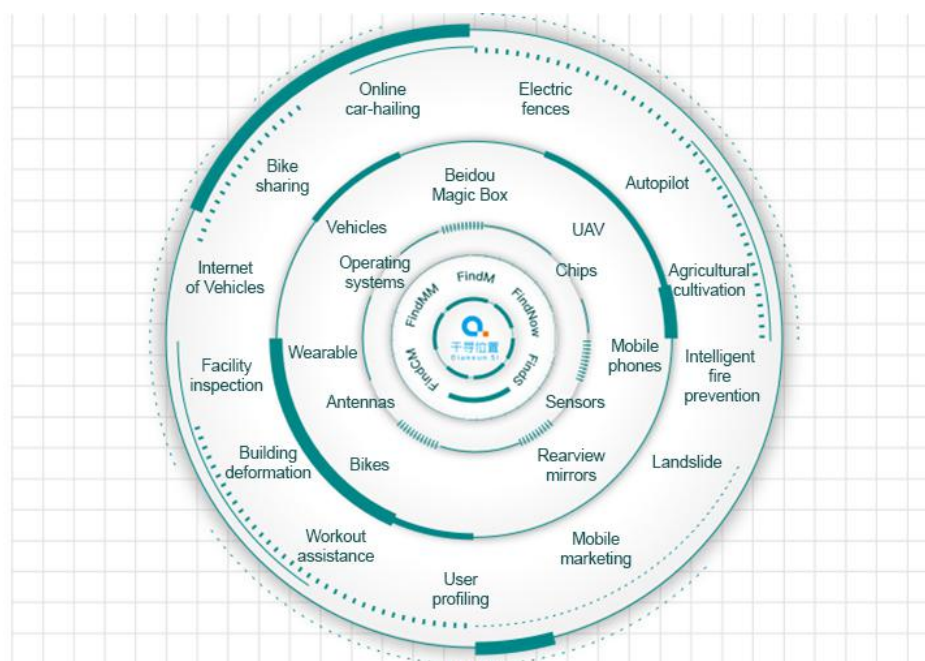 Online
car-hailing
Electric
fences
Bike
sharing
Beidou
Magic Box
Autopilot
Vehicles
UAV
Internet
of Vehicles
Operating
systems
FindMM
FindM
FindNow
Chips
Agricultural
cultivation
千寻位置
Qianxun SI
Facility
inspection
Wearable
FindCM
FindS
Mobile
phones
Intelligent
fire
prevention
Antennas
Sensors
Building
deformation
Bikes
Rearview
mirrors
Landslide
Workout
assistance
Mobile
marketing
User
profiling